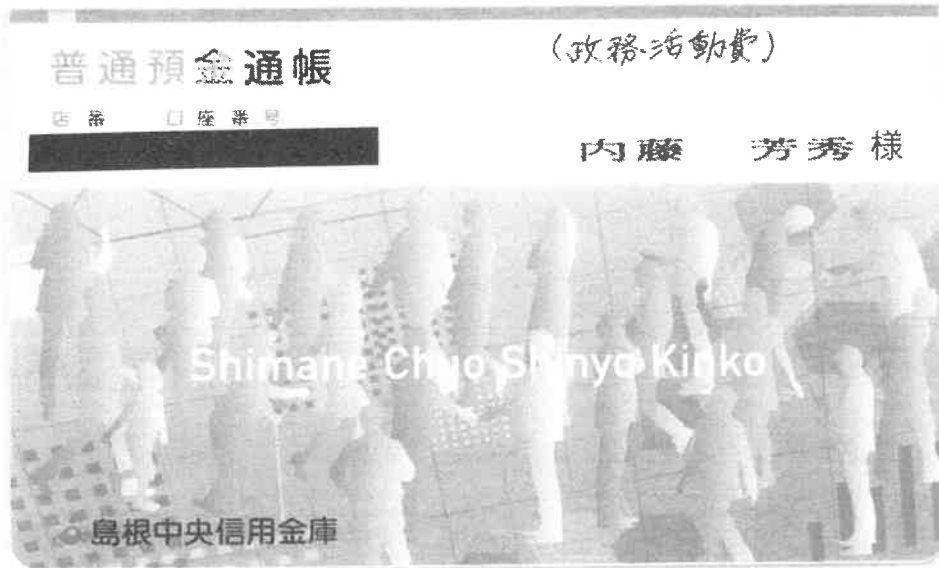 (政務活動費)
普通預金通帳
店番 口座番号
内藤 芳秀 様
Shimane Chuo Shinyo Kinko
島根中央信用金庫